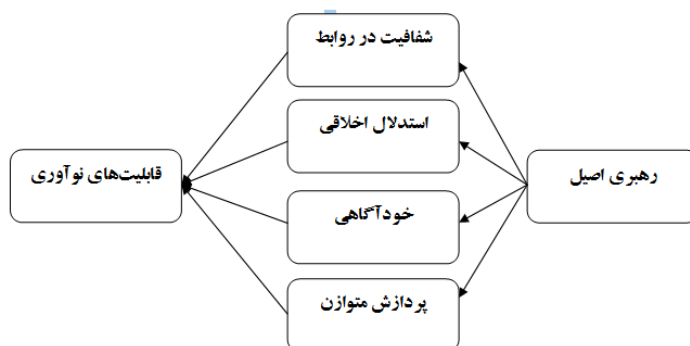 شفافیت در روابط
استدلال اخلاقی
رهبری اصیل
قابلیت‌های نوآوری
خودآگاهی
پردازش متوازن